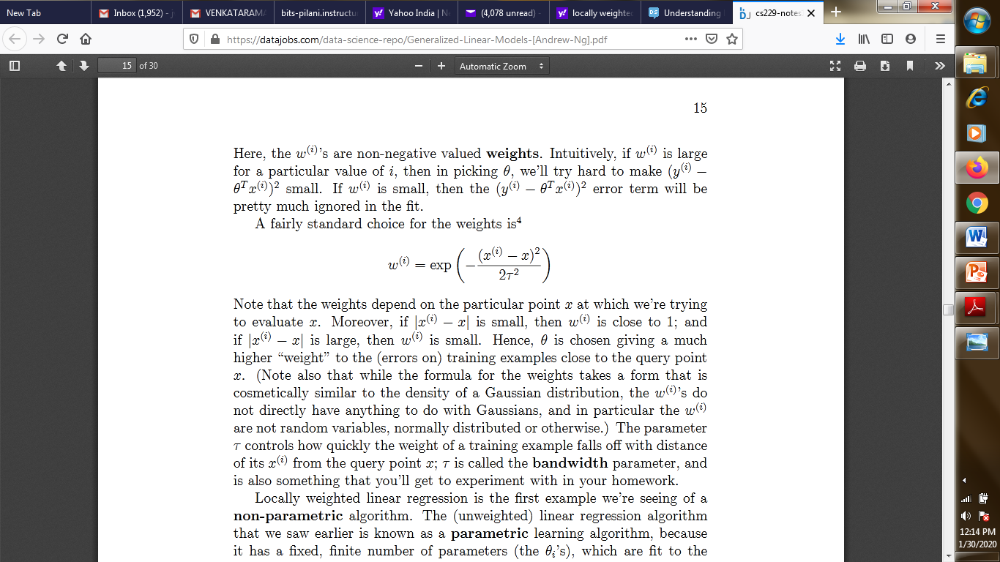 New Tab
Inbox (1,952) - j
VENKATARAMA
bits-pilani.instructu
Yahoo India | N
(4,078 unread) -
locally weighte
Understanding
cs229-notes
https://datajobs.com/data-science-repo/Generalized-Linear-Models-[Andrew-Ng].pdf
15 of 30
Automatic Zoom
15
Here, the w^(i)'s are non-negative valued weights. Intuitively, if w^(i) is large
for a particular value of i, then in picking θ, we'll try hard to make (y^(i) −
θ^T x^(i))^2 small. If w^(i) is small, then the (y^(i) − θ^T x^(i))^2 error term will be
pretty much ignored in the fit.
A fairly standard choice for the weights is^4
w^(i) = exp (−(x^(i) − x)^2 / 2τ^2)
Note that the weights depend on the particular point x at which we're trying
to evaluate x. Moreover, if |x^(i) − x| is small, then w^(i) is close to 1; and
if |x^(i) − x| is large, then w^(i) is small. Hence, θ is chosen giving a much
higher “weight” to the (errors on) training examples close to the query point
x. (Note also that while the formula for the weights takes a form that is
cosmetically similar to the density of a Gaussian distribution, the w^(i)'s do
not directly have anything to do with Gaussians, and in particular the w^(i)
are not random variables, normally distributed or otherwise.) The parameter
τ controls how quickly the weight of a training example falls off with distance
of its x^(i) from the query point x; τ is called the bandwidth parameter, and
is also something that you'll get to experiment with in your homework.
Locally weighted linear regression is the first example we're seeing of a
non-parametric algorithm. The (unweighted) linear regression algorithm
that we saw earlier is known as a parametric learning algorithm, because
it has a fixed, finite number of parameters (the θ_i's), which are fit to the
12:14 PM
1/30/2020